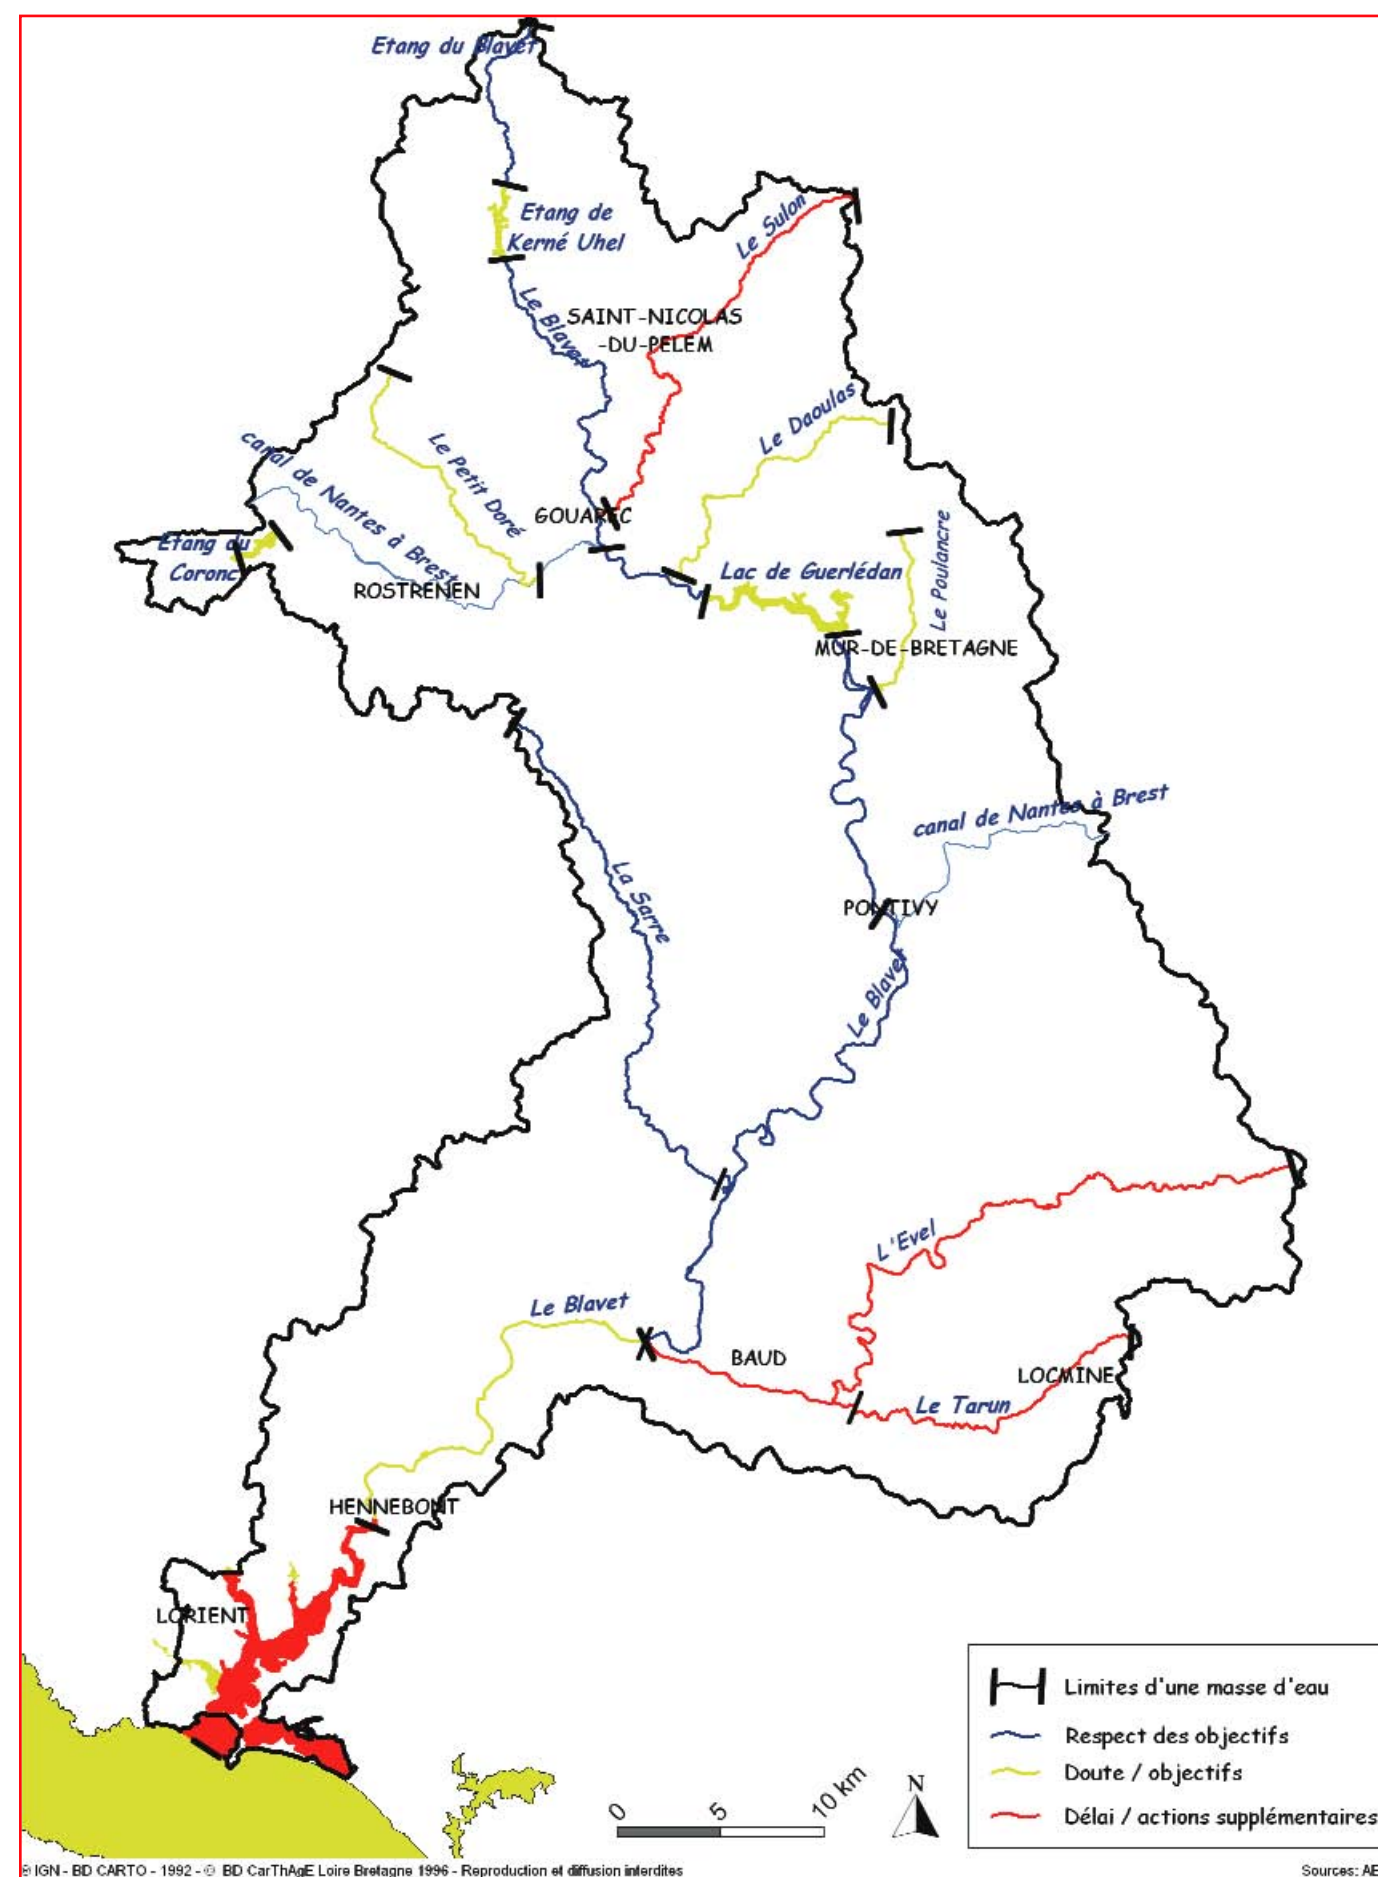 Etang du Blavet
Le Sulon
Etang de
Kerné Uhel
Le Blavet
SAINT-NICOLAS
-DU-PELEM
Le Daoulas
Le Petit Doré
canal de Nantes à Brest
GOUAREC
Le Poulancre
Etang du
Coronc
Lac de Guerlédan
ROSTRENEN
MUR-DE-BRETAGNE
canal de Nantes à Brest
La Sarre
PONTIVY
Le Blavet
L'Evel
Le Blavet
BAUD
LOCMINE
Le Tarun
HENNEBONT
LORIENT
Limites d'une masse d'eau
Respect des objectifs
Doute / objectifs
Délai / actions supplémentaires
0 5 10 km
N
© IGN - BD CARTO - 1992 - © BD CarThAgE Loire Bretagne 1996 - Reproduction et diffusion interdites
Sources: AE